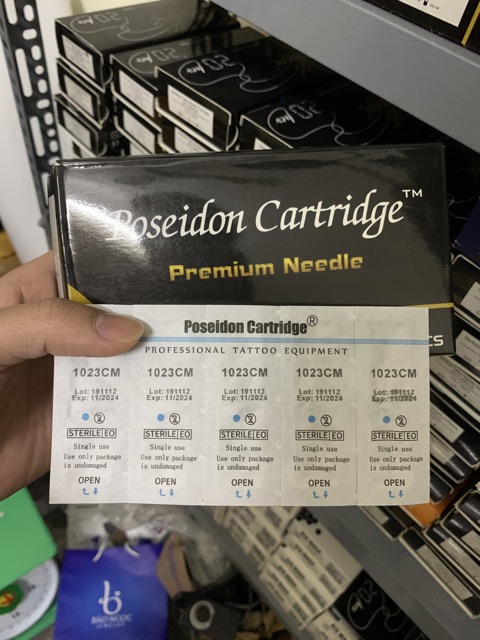 Poseidon Cartridge™
Premium Needle
CS
Poseidon Cartridge®
PROFESSIONAL TATTOO EQUIPMENT
1023CM 1023CM 1023CM 1023CM 1023CM
Lot: 191112 Lot: 191112 Lot: 191112 Lot: 191112 Lot: 191112
Exp: 11/2024 Exp: 11/2024 Exp: 11/2024 Exp: 11/2024 Exp: 11/2024
STERILE EO STERILE EO STERILE EO STERILE EO STERILE EO
Single use Single use Single use Single use Single use
Use only package Use only package Use only package Use only package Use only package
is undamaged is undamaged is undamaged is undamaged is undamaged
OPEN OPEN OPEN OPEN OPEN